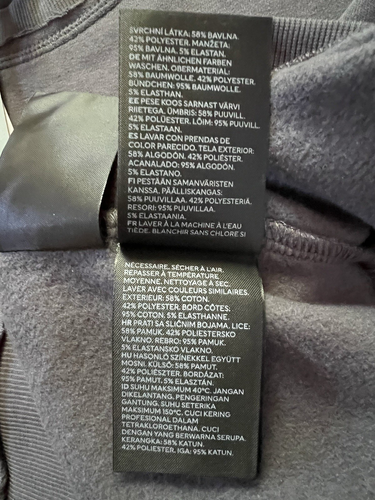 SVRCHNÍ LÁTKA: 58% BAVLNA,
42% POLYESTER. MANŽETA:
95% BAVLNA, 5% ELASTAN.
DE MIT ÄHNLICHEN FARBEN
WASCHEN. OBERMATERIAL:
58% BAUMWOLLE, 42% POLYESTER.
BÜNDCHEN: 95% BAUMWOLLE,
5% ELASTHAN.
EE PESE KOOS SARNAST VÄRVI
RIIETEGA. ÜMBRIS: 58% PUUVILL,
42% POLÜESTER. LÕIM: 95% PUUVILL,
5% ELASTAAN.
ES LAVAR CON PRENDAS DE
COLOR PARECIDO. TELA EXTERIOR:
58% ALGODÓN, 42% POLIÉSTER.
ACANALADO: 95% ALGODÓN,
5% ELASTANO.
FI PESTÄÄN SAMANVÄRISTEN
KANSSA. PÄÄLLISKANGAS:
58% PUUVILLAA, 42% POLYESTERIÄ.
RESORI: 95% PUUVILLAA,
5% ELASTAANIA.
FR LAVER À LA MACHINE À L'EAU
TIÈDE. BLANCHIR SANS CHLORE SI
NÉCESSAIRE. SÉCHER À L'AIR.
REPASSER À TEMPÉRATURE
MOYENNE. NETTOYAGE À SEC.
LAVER AVEC COULEURS SIMILAIRES.
EXTÉRIEUR: 58% COTON,
42% POLYESTER. BORD CÔTES:
95% COTON, 5% ÉLASTHANNE.
HR PRATI SA SLIČNIM BOJAMA. LICE:
58% PAMUK, 42% POLIESTERSKO
VLAKNO. REBRO: 95% PAMUK,
5% ELASTANSKO VLAKNO.
HU HASONLÓ SZÍNEKKEL EGYÜTT
MOSNI. KÜLSŐ: 58% PAMUT,
42% POLIÉSZTER. BORDÁZAT:
95% PAMUT, 5% ELASZTÁN.
ID SUHU MAKSIMUM 40°C. JANGAN
DIKELANTANG. PENGERINGAN
GANTUNG. SUHU SETERIKA
MAKSIMUM 150°C. CUCI KERING
PROFESIONAL DALAM
TETRAKLOROETHANA. CUCI
DENGAN YANG BERWARNA SERUPA.
KERANGKA: 58% KATUN,
42% POLIESTER. IGA: 95% KATUN,